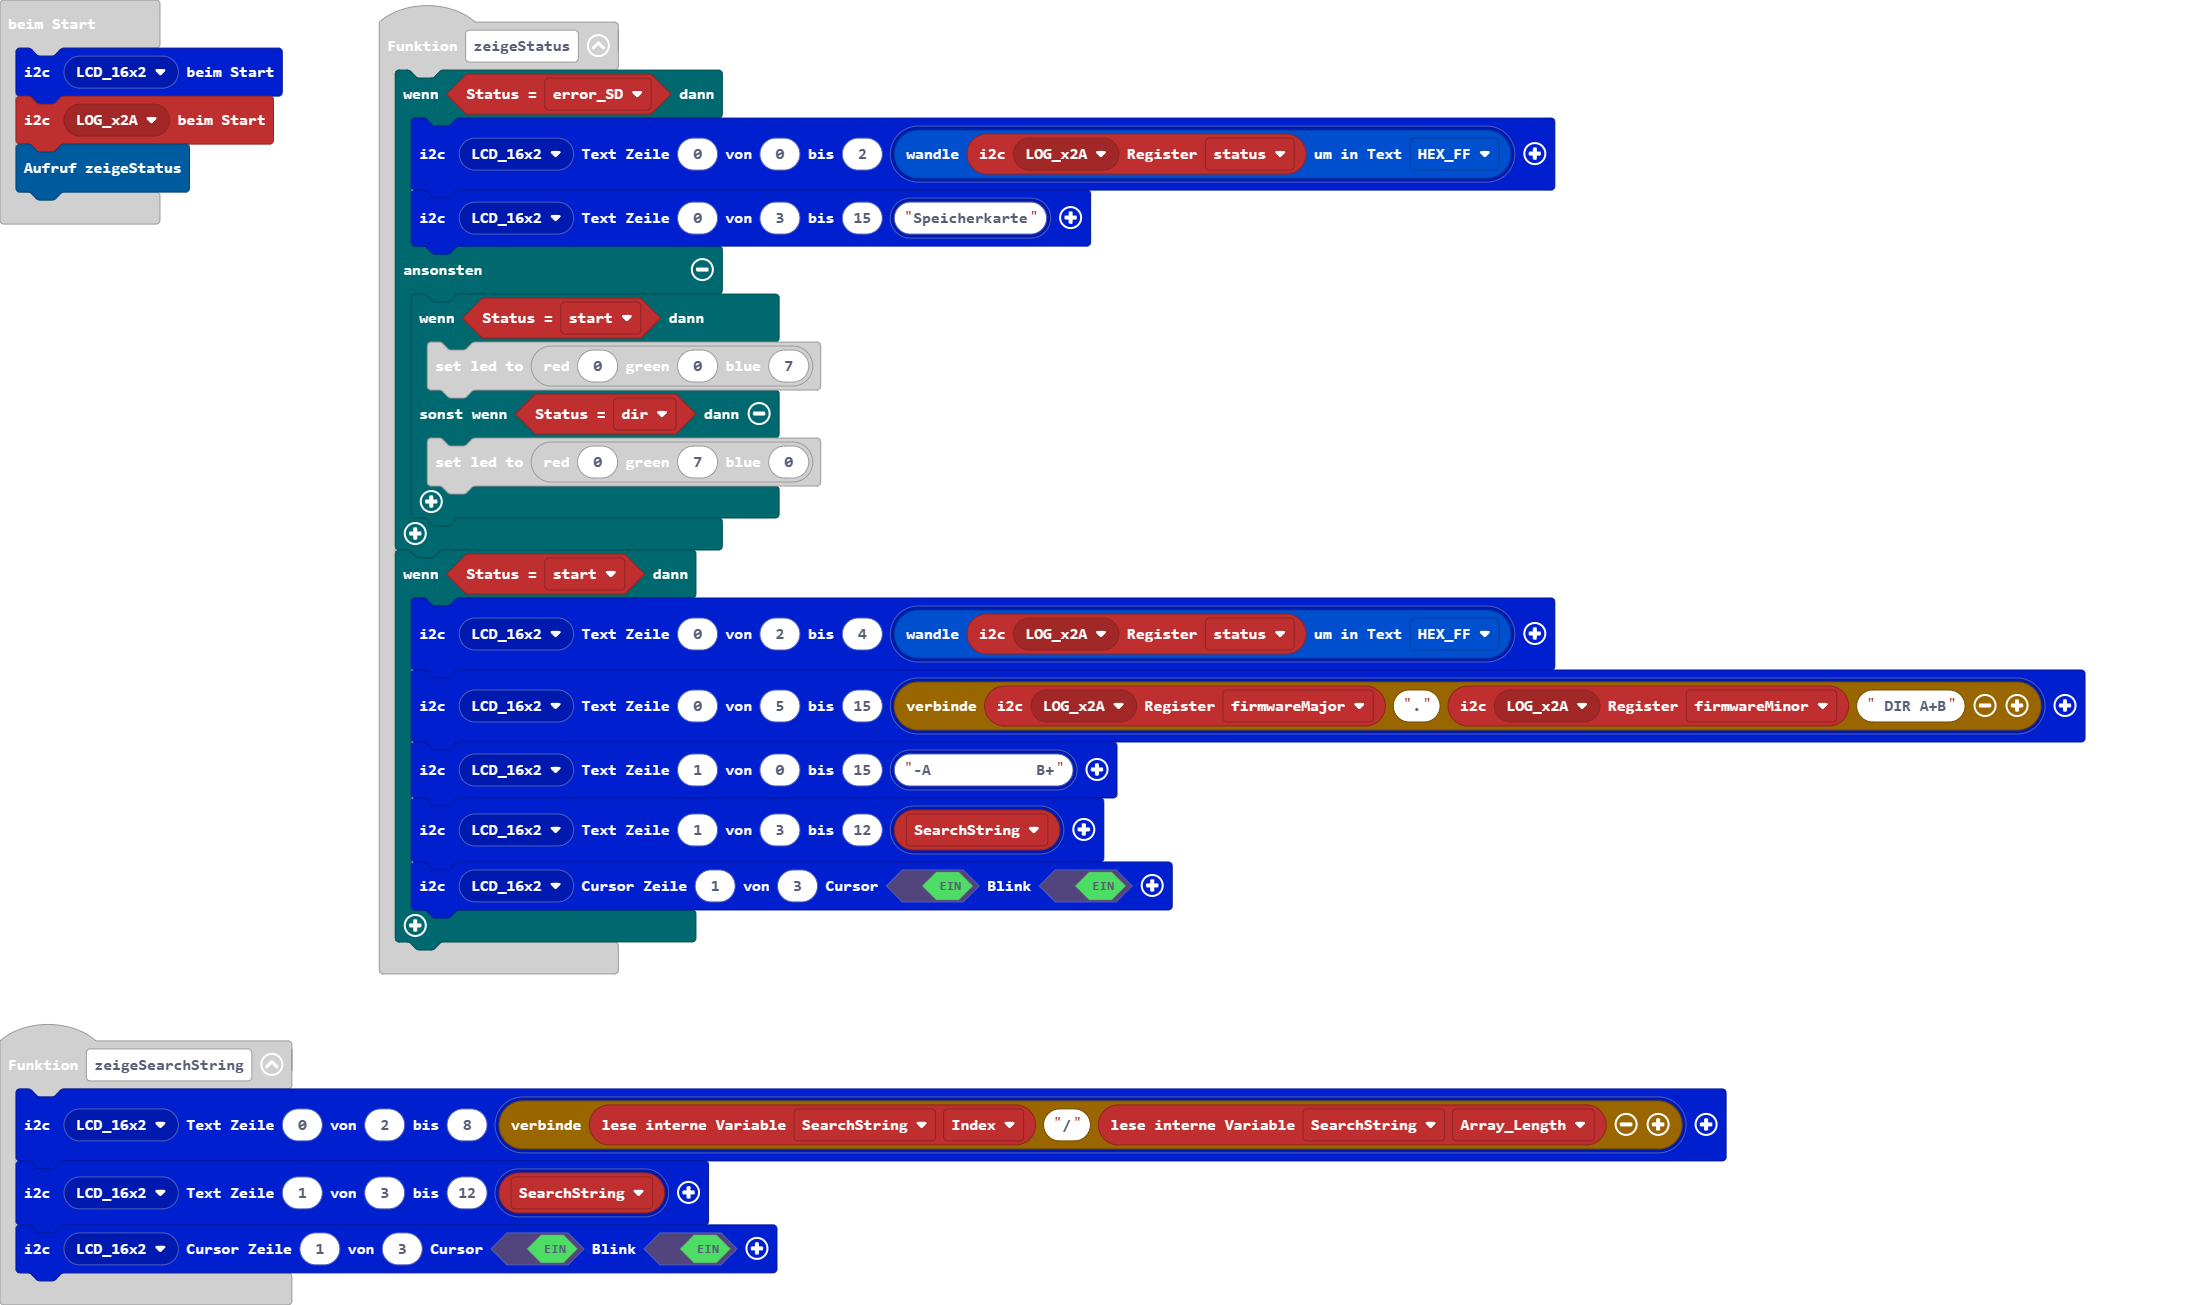 beim Start
i2c LCD_16x2 beim Start
i2c LOG_x2A beim Start
Aufruf zeigeStatus
Funktion zeigeStatus
wenn Status = error_SD dann
i2c LCD_16x2 Text Zeile 0 von 0 bis 2 wandle i2c LOG_x2A Register status um in Text HEX_FF
i2c LCD_16x2 Text Zeile 0 von 3 bis 15 "Speicherkarte"
ansonsten
wenn Status = start dann
set led to red 0 green 0 blue 7
sonst wenn Status = dir dann
set led to red 0 green 7 blue 0
wenn Status = start dann
i2c LCD_16x2 Text Zeile 0 von 2 bis 4 wandle i2c LOG_x2A Register status um in Text HEX_FF
i2c LCD_16x2 Text Zeile 0 von 5 bis 15 verbinde i2c LOG_x2A Register firmwareMajor "." i2c LOG_x2A Register firmwareMinor " DIR A+B"
i2c LCD_16x2 Text Zeile 1 von 0 bis 15 "-A            B+"
i2c LCD_16x2 Text Zeile 1 von 3 bis 12 SearchString
i2c LCD_16x2 Cursor Zeile 1 von 3 Cursor EIN Blink EIN
Funktion zeigeSearchString
i2c LCD_16x2 Text Zeile 0 von 2 bis 8 verbinde lese interne Variable SearchString Index "/" lese interne Variable SearchString Array_Length
i2c LCD_16x2 Text Zeile 1 von 3 bis 12 SearchString
i2c LCD_16x2 Cursor Zeile 1 von 3 Cursor EIN Blink EIN